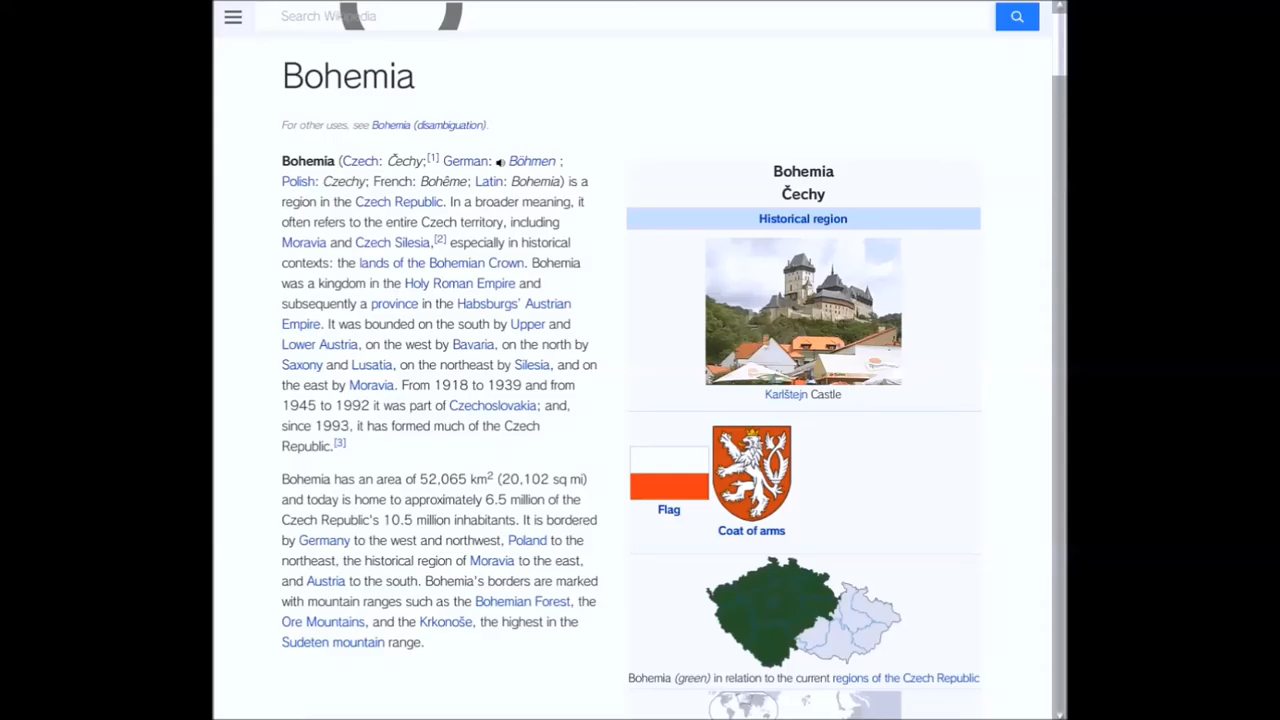 Search Wikipedia
Bohemia
For other uses, see Bohemia (disambiguation).
Bohemia (Czech: Čechy;[1] German: Böhmen ;
Polish: Czechy; French: Bohême; Latin: Bohemia) is a
region in the Czech Republic. In a broader meaning, it
often refers to the entire Czech territory, including
Moravia and Czech Silesia,[2] especially in historical
contexts: the lands of the Bohemian Crown. Bohemia
was a kingdom in the Holy Roman Empire and
subsequently a province in the Habsburgs' Austrian
Empire. It was bounded on the south by Upper and
Lower Austria, on the west by Bavaria, on the north by
Saxony and Lusatia, on the northeast by Silesia, and on
the east by Moravia. From 1918 to 1939 and from
1945 to 1992 it was part of Czechoslovakia; and,
since 1993, it has formed much of the Czech
Republic.[3]
Bohemia has an area of 52,065 km2 (20,102 sq mi)
and today is home to approximately 6.5 million of the
Czech Republic's 10.5 million inhabitants. It is bordered
by Germany to the west and northwest, Poland to the
northeast, the historical region of Moravia to the east,
and Austria to the south. Bohemia's borders are marked
with mountain ranges such as the Bohemian Forest, the
Ore Mountains, and the Krkonoše, the highest in the
Sudeten mountain range.
Bohemia
Čechy
Historical region
Karlštejn Castle
Flag
Coat of arms
Bohemia (green) in relation to the current regions of the Czech Republic